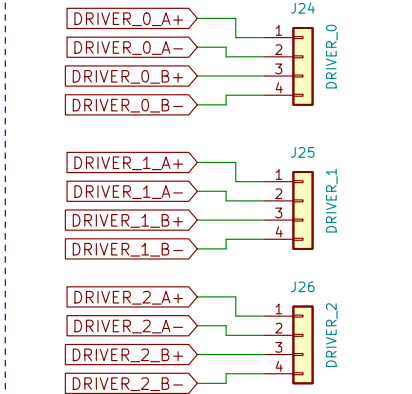 J24
DRIVER_0_A+
1
DRIVER_0_A-
2
DRIVER_0_B+
3
DRIVER_0_B-
4
DRIVER_0
J25
DRIVER_1_A+
1
DRIVER_1_A-
2
DRIVER_1_B+
3
DRIVER_1_B-
4
DRIVER_1
J26
DRIVER_2_A+
1
DRIVER_2_A-
2
DRIVER_2_B+
3
DRIVER_2_B-
4
DRIVER_2